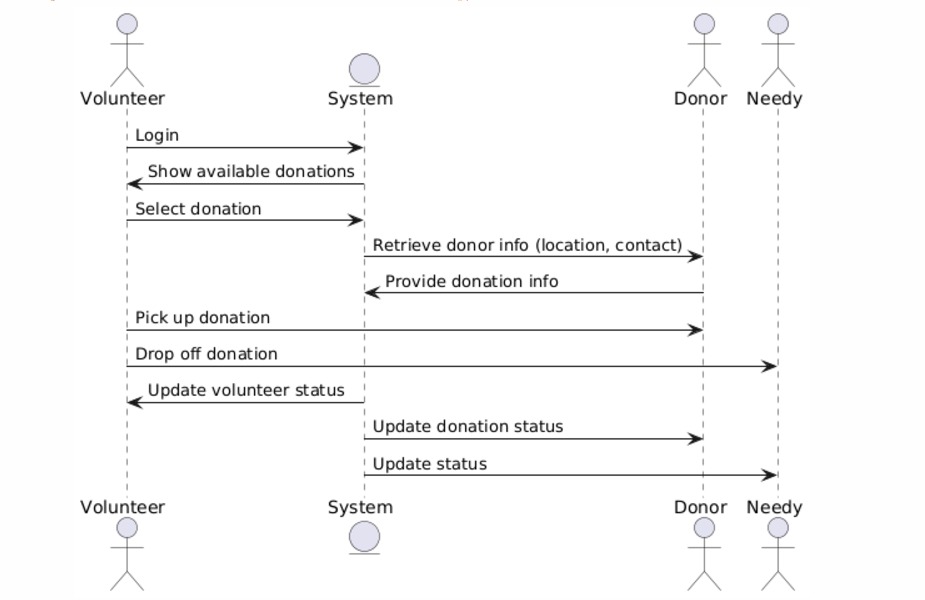 Volunteer
System
Donor
Needy
Login
Show available donations
Select donation
Retrieve donor info (location, contact)
Provide donation info
Pick up donation
Drop off donation
Update volunteer status
Update donation status
Update status
Volunteer
System
Donor
Needy